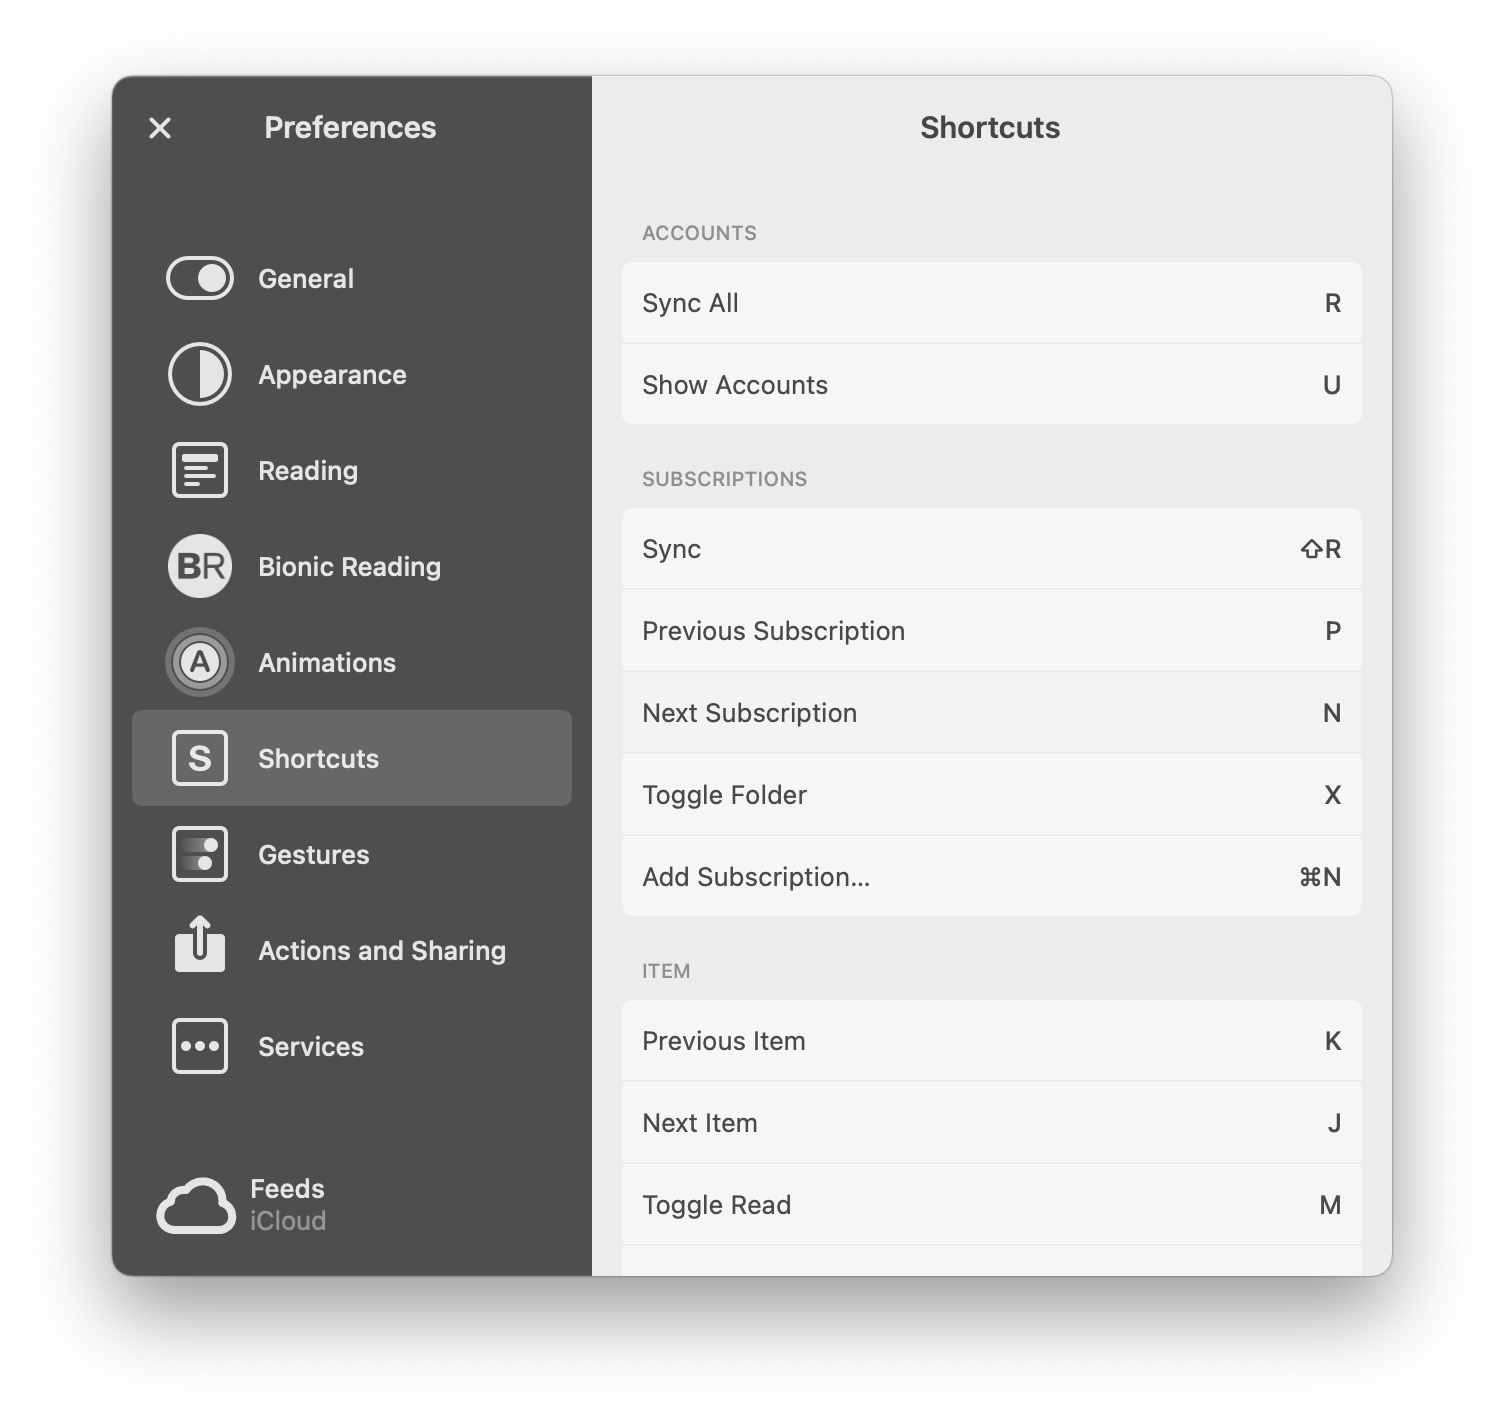 Preferences
General
Appearance
Reading
BR
Bionic Reading
A
Animations
S
Shortcuts
Gestures
Actions and Sharing
Services
Feeds
iCloud
Shortcuts
ACCOUNTS
Sync All R
Show Accounts U
SUBSCRIPTIONS
Sync ⇧R
Previous Subscription P
Next Subscription N
Toggle Folder X
Add Subscription... ⌘N
ITEM
Previous Item K
Next Item J
Toggle Read M